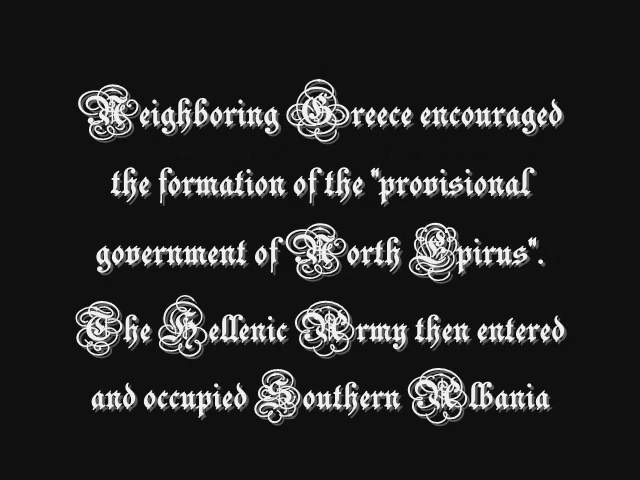 Neighboring Greece encouraged
the formation of the "provisional
government of North Epirus".
The Hellenic Army then entered
and occupied Southern Albania